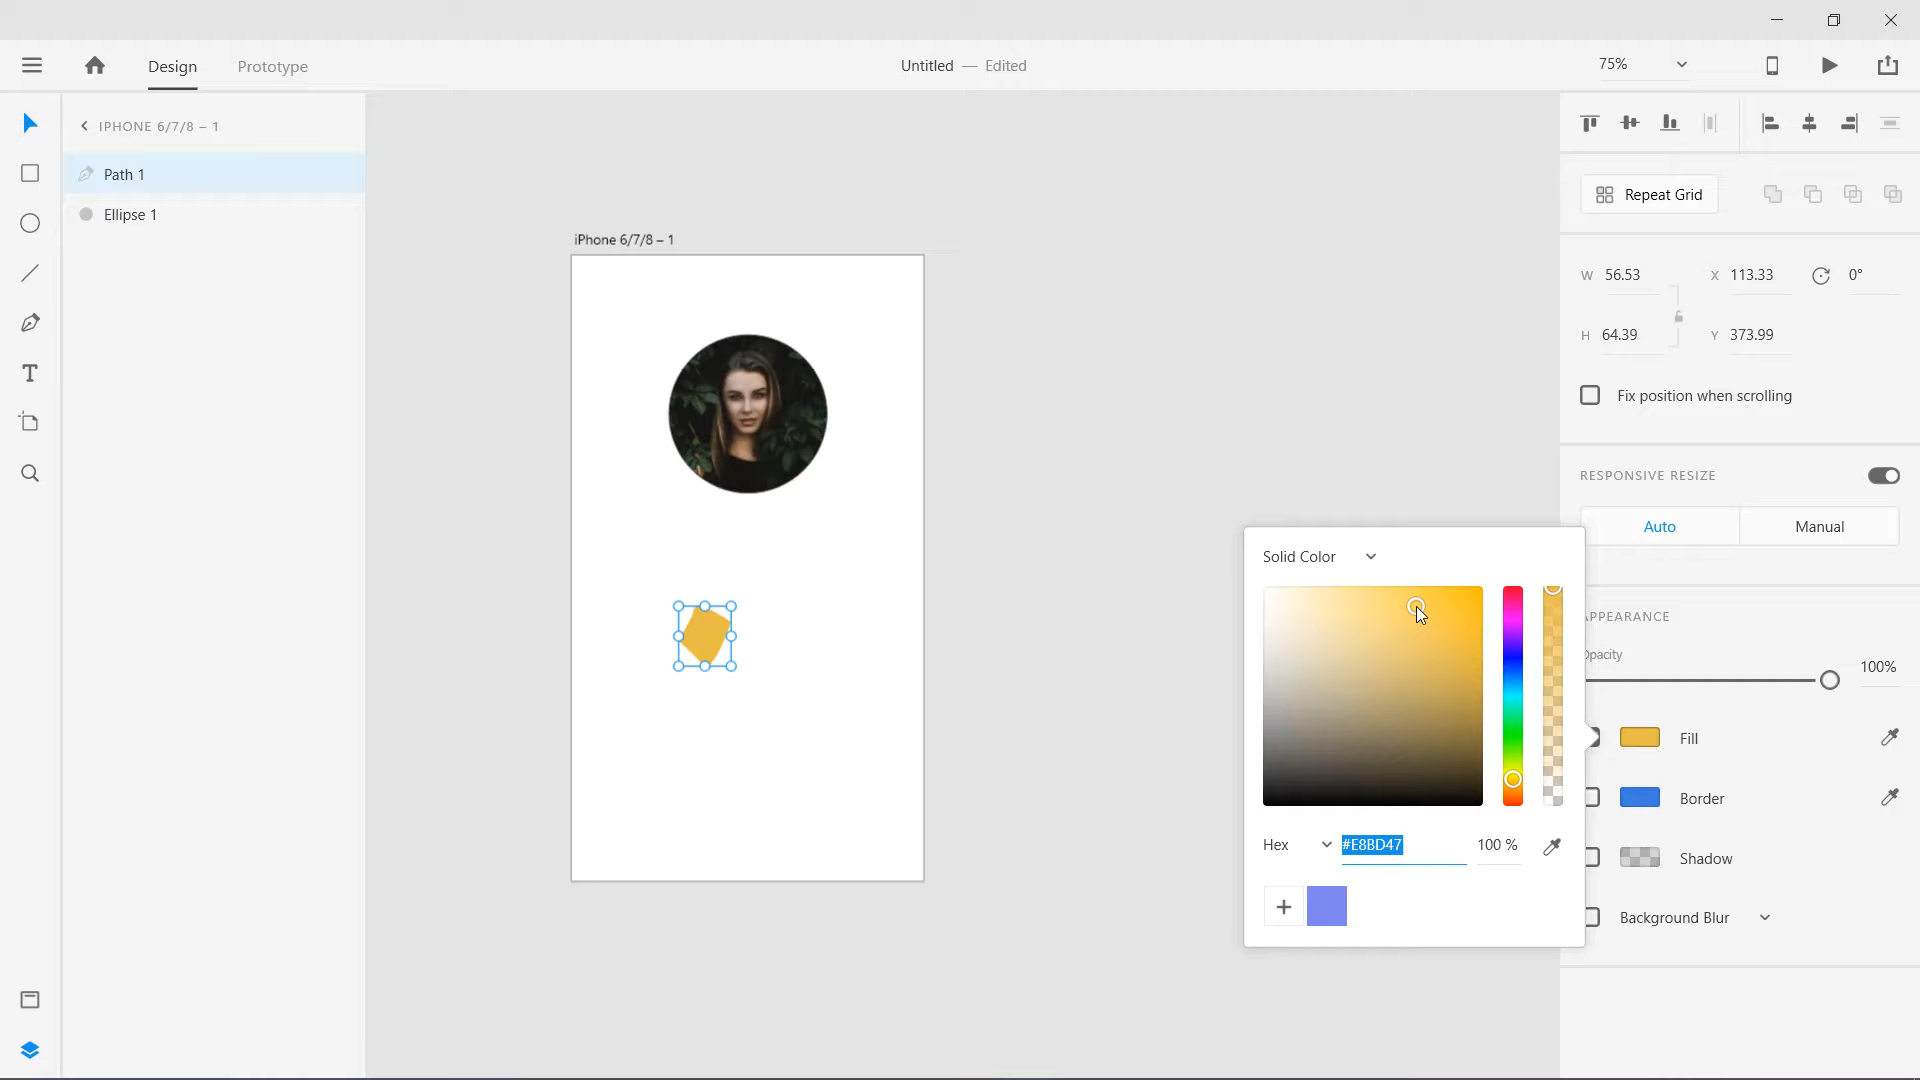 Design
Prototype
Untitled — Edited
75%
IPHONE 6/7/8 – 1
Path 1
Ellipse 1
iPhone 6/7/8 – 1
Repeat Grid
W 56.53
X 113.33
0°
H 64.39
Y 373.99
Fix position when scrolling
RESPONSIVE RESIZE
Auto
Manual
Solid Color
Hex
#E8BD47
100 %
PPEARANCE
Opacity
100%
Fill
Border
Shadow
Background Blur